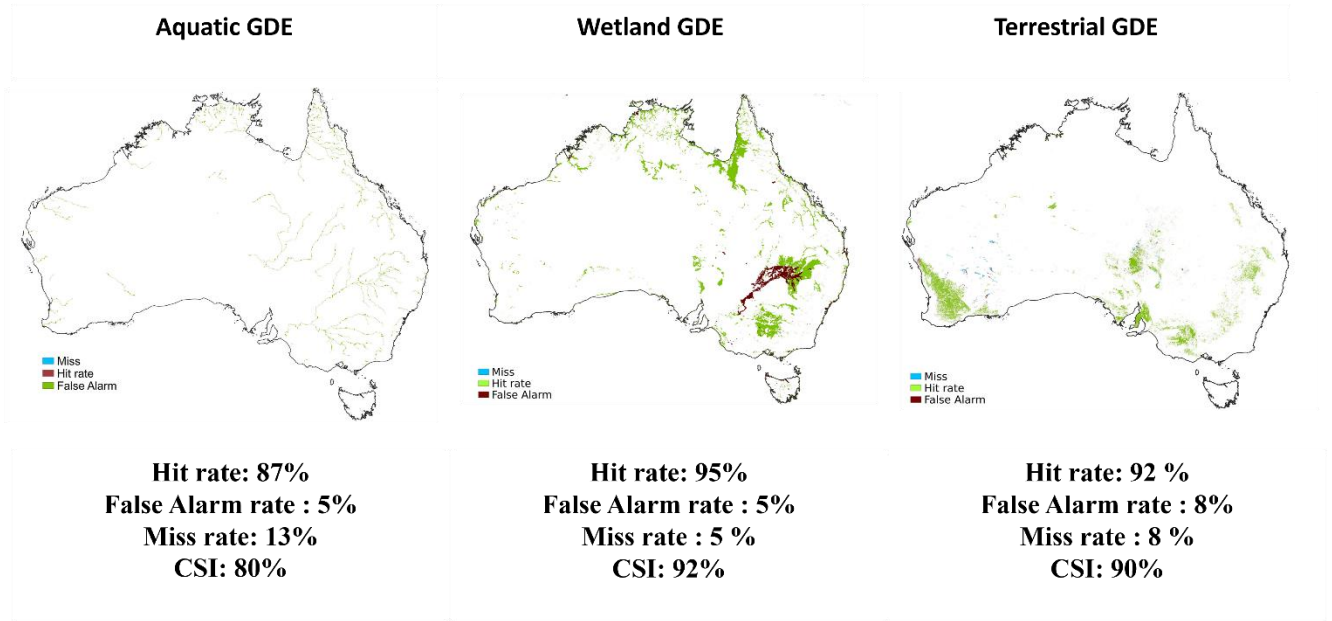 Aquatic GDE
Miss
Hit rate
False Alarm
Hit rate: 87%
False Alarm rate : 5%
Miss rate: 13%
CSI: 80%
Wetland GDE
Miss
Hit rate
False Alarm
Hit rate: 95%
False Alarm rate : 5%
Miss rate : 5 %
CSI: 92%
Terrestrial GDE
Miss
Hit rate
False Alarm
Hit rate: 92 %
False Alarm rate : 8%
Miss rate : 8 %
CSI: 90%